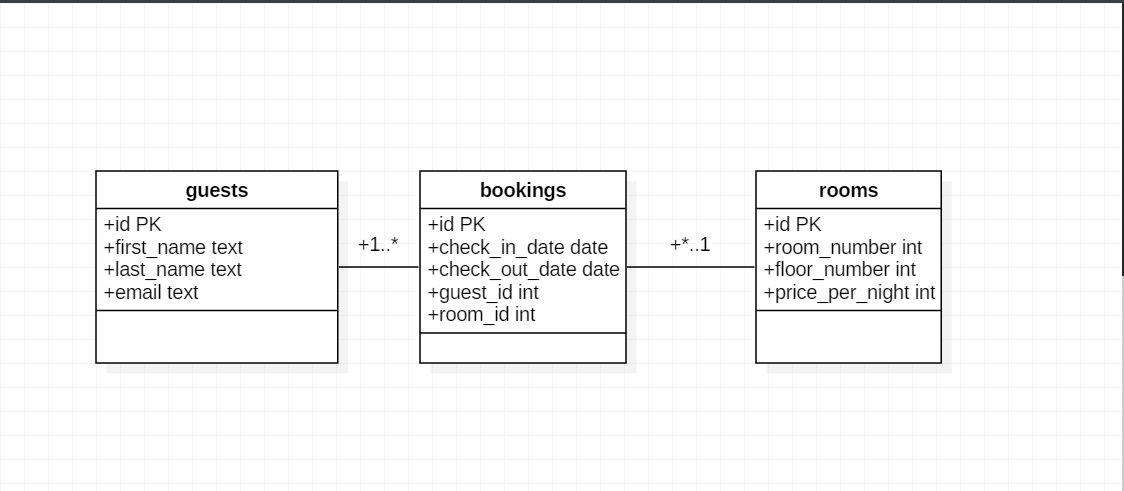 guests
+id PK
+first_name text
+last_name text
+email text
+1..*
bookings
+id PK
+check_in_date date
+check_out_date date
+guest_id int
+room_id int
+*..1
rooms
+id PK
+room_number int
+floor_number int
+price_per_night int